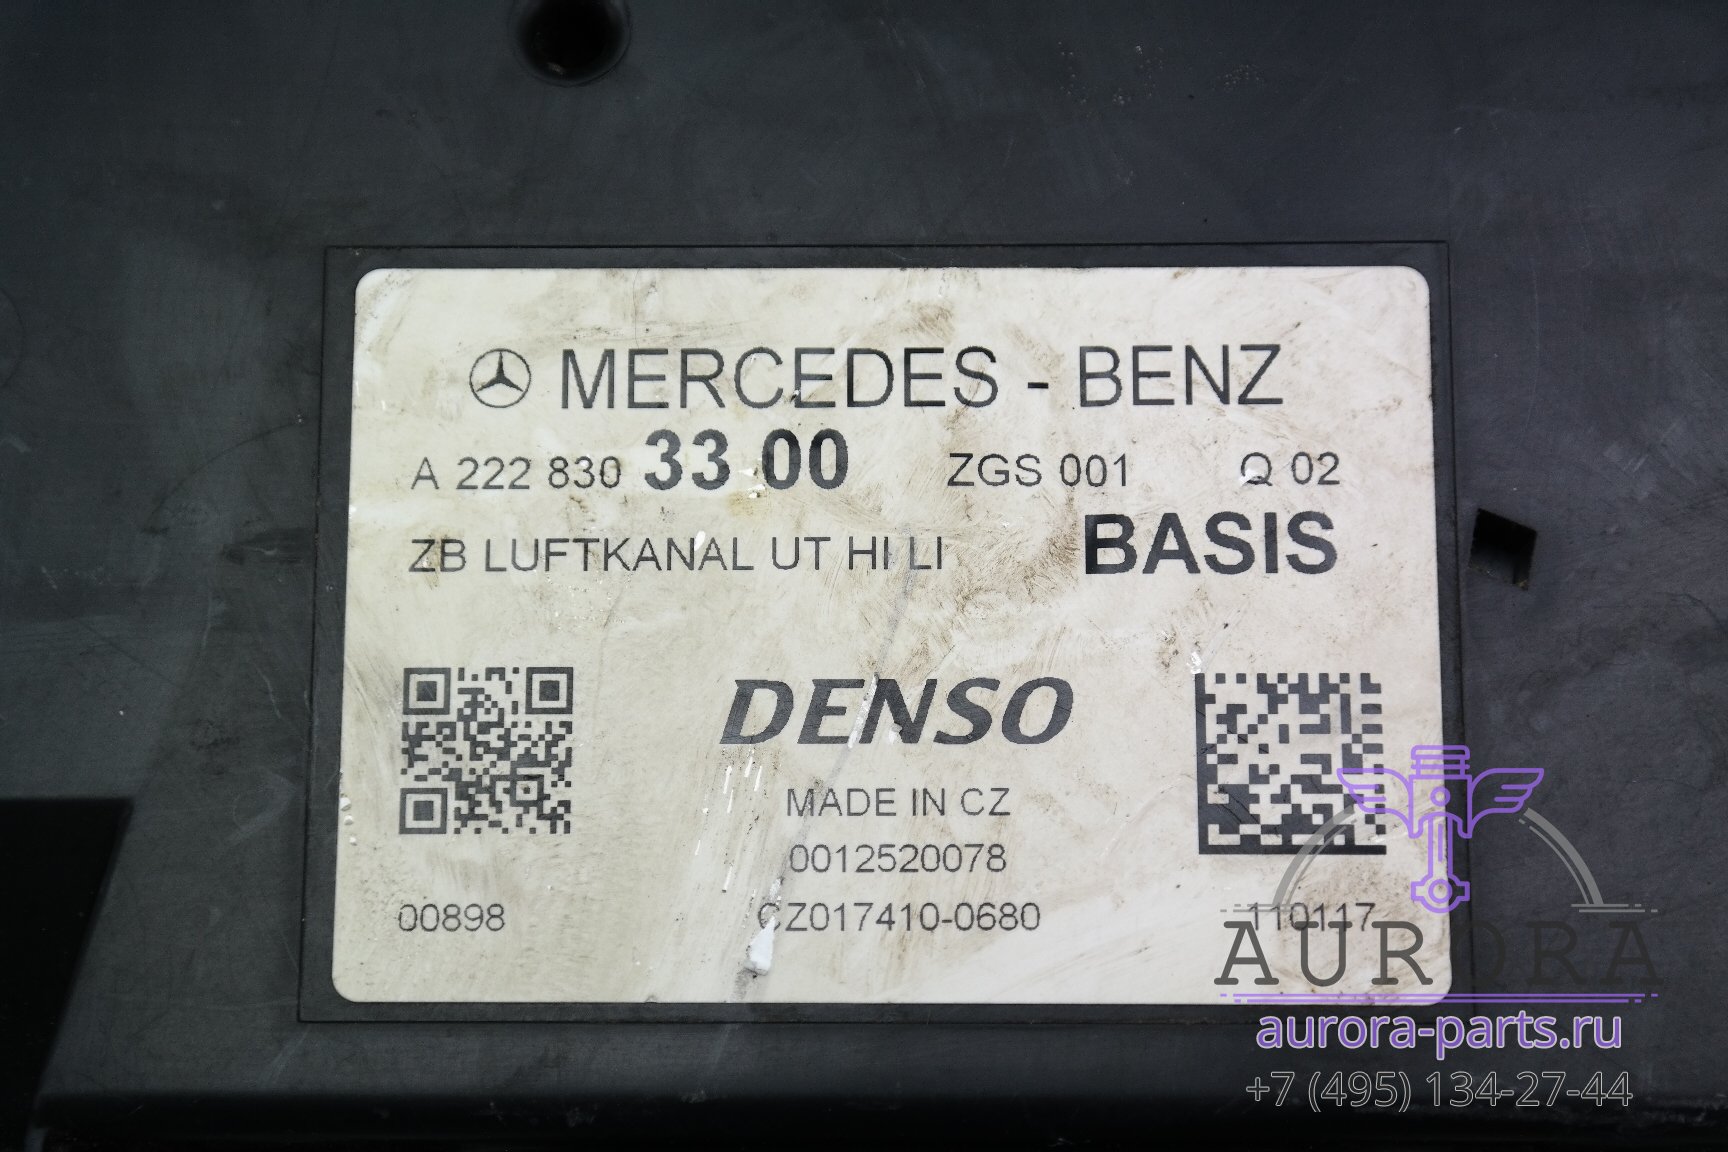 MERCEDES - BENZ
A 222 830 33 00 ZGS 001 Q 02
ZB LUFTKANAL UT HI LI BASIS
DENSO
MADE IN CZ
0012520078
00898 CZ017410-0680 110117
AURORA
aurora-parts.ru
+7 (495) 134-27-44